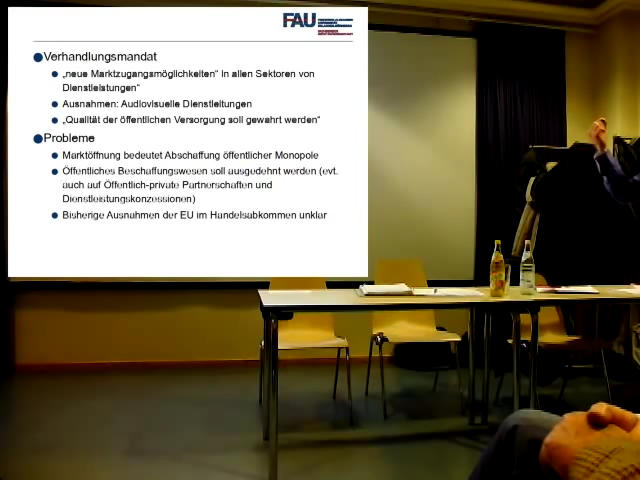 FAU
Verhandlungsmandat
„neue Marktzugangsmöglichkeiten“ in allen Sektoren von
Dienstleistungen“
Ausnahmen: Audiovisuelle Dienstleitungen
„Qualität der öffentlichen Versorgung soll gewahrt werden“
Probleme
Marktöffnung bedeutet Abschaffung öffentlicher Monopole
Öffentliches Beschaffungswesen soll ausgedehnt werden (evt.
auch auf Öffentlich-private Partnerschaften und
Dienstleistungskonzessionen)
Bisherige Ausnahmen der EU im Handelsabkommen unklar